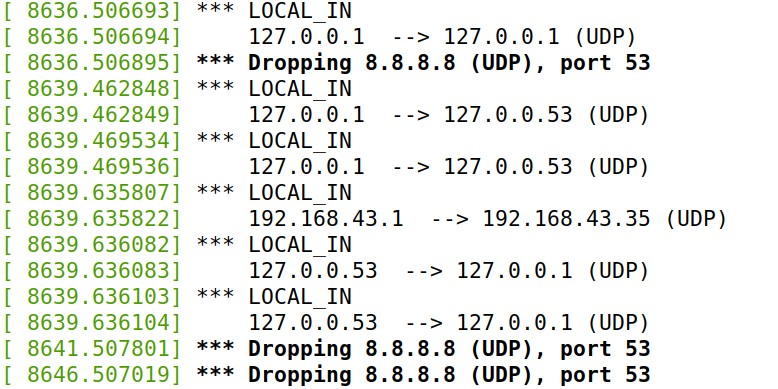 [ 8636.506693] *** LOCAL_IN
[ 8636.506694]     127.0.0.1  --> 127.0.0.1 (UDP)
[ 8636.506895] *** Dropping 8.8.8.8 (UDP), port 53
[ 8639.462848] *** LOCAL_IN
[ 8639.462849]     127.0.0.1  --> 127.0.0.53 (UDP)
[ 8639.469534] *** LOCAL_IN
[ 8639.469536]     127.0.0.1  --> 127.0.0.53 (UDP)
[ 8639.635807] *** LOCAL_IN
[ 8639.635822]     192.168.43.1  --> 192.168.43.35 (UDP)
[ 8639.636082] *** LOCAL_IN
[ 8639.636083]     127.0.0.53  --> 127.0.0.1 (UDP)
[ 8639.636103] *** LOCAL_IN
[ 8639.636104]     127.0.0.53  --> 127.0.0.1 (UDP)
[ 8641.507801] *** Dropping 8.8.8.8 (UDP), port 53
[ 8646.507019] *** Dropping 8.8.8.8 (UDP), port 53